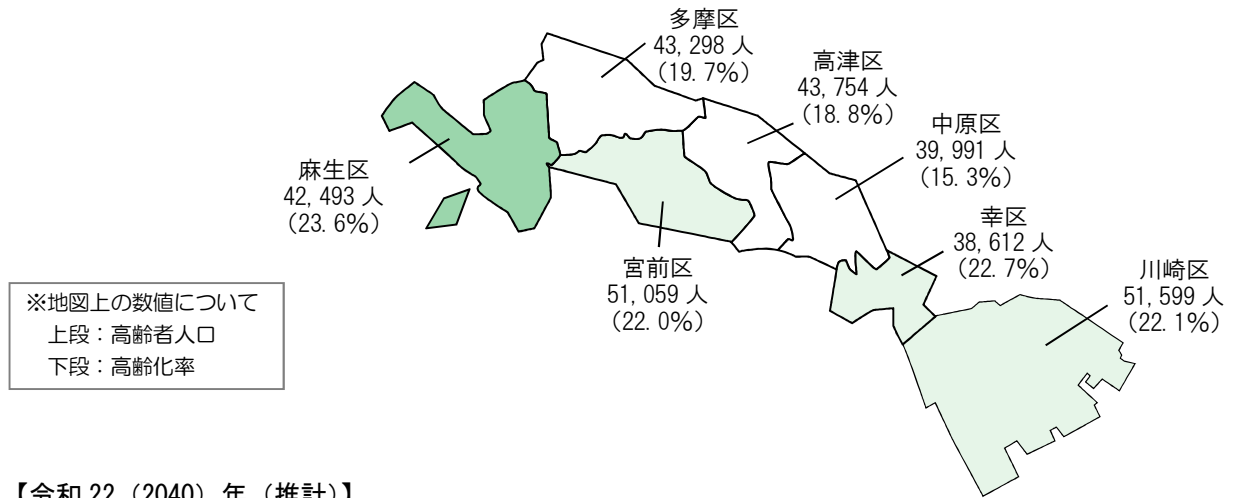 多摩区
43,298 人
(19.7%)
高津区
43,754 人
(18.8%)
中原区
39,991 人
(15.3%)
麻生区
42,493 人
(23.6%)
幸区
38,612 人
(22.7%)
宮前区
51,059 人
(22.0%)
川崎区
51,599 人
(22.1%)
※地図上の数値について
上段：高齢者人口
下段：高齢化率
【令和 22（2040）年（推計）】